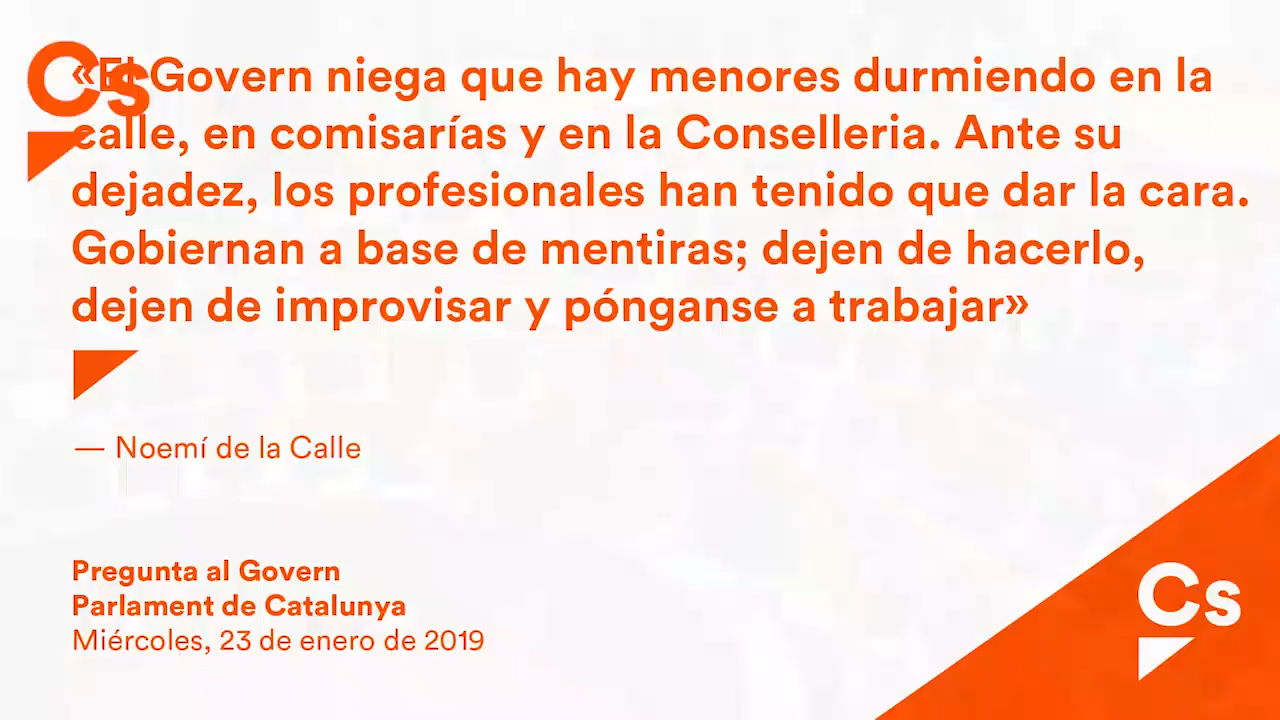 Cs
«El Govern niega que hay menores durmiendo en la
calle, en comisarías y en la Conselleria. Ante su
dejadez, los profesionales han tenido que dar la cara.
Gobiernan a base de mentiras; dejen de hacerlo,
dejen de improvisar y pónganse a trabajar»
— Noemí de la Calle
Pregunta al Govern
Parlament de Catalunya
Miércoles, 23 de enero de 2019
Cs